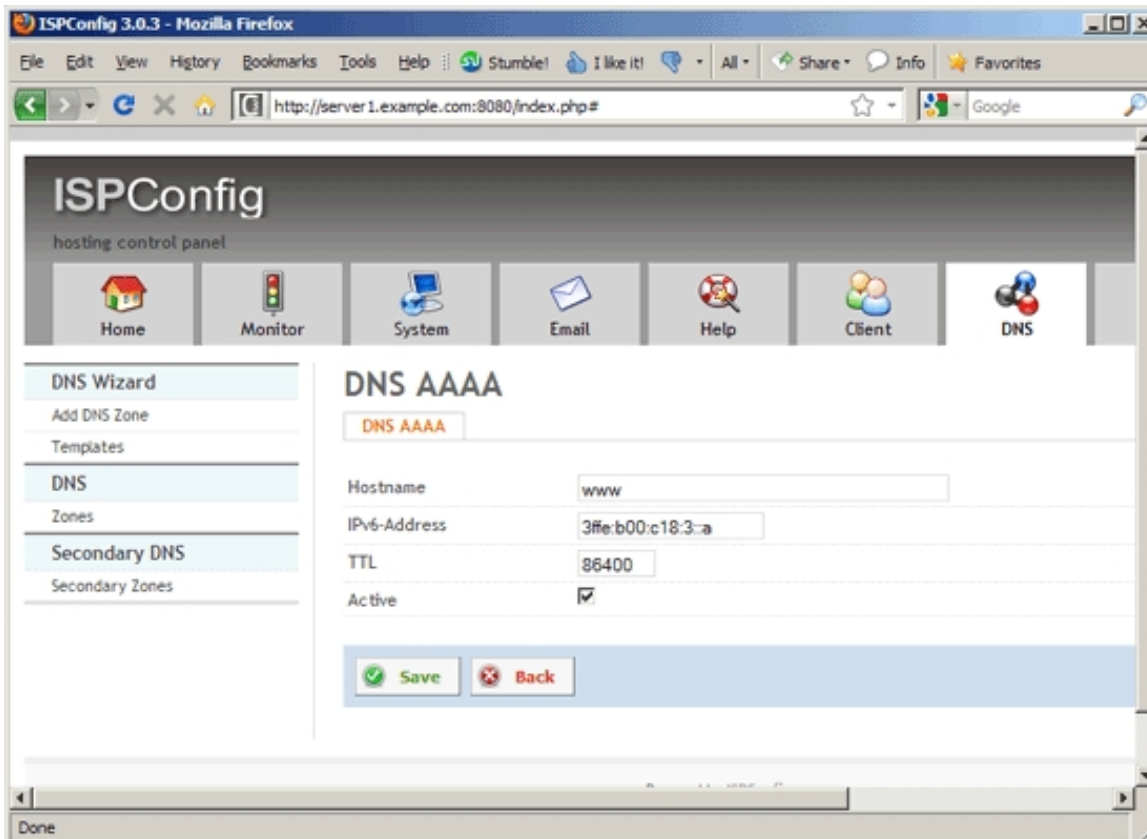 ISPConfig 3.0.3 - Mozilla Firefox
File Edit View History Bookmarks Tools Help Stumble! I like it! All Share Info Favorites
http://server1.example.com:8080/index.php# Google
ISPConfig
hosting control panel
Home Monitor System Email Help Client DNS
DNS Wizard
Add DNS Zone
Templates
DNS
Zones
Secondary DNS
Secondary Zones
DNS AAAA
DNS AAAA
Hostname www
IPv6-Address 3ffe:b00:c18:3::a
TTL 86400
Active
Save Back
Done